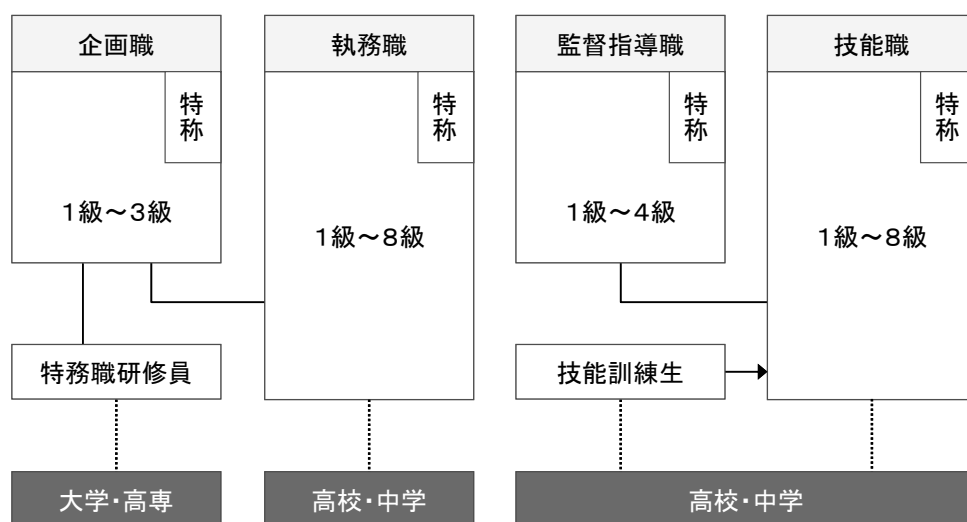 企画職
執務職
監督指導職
技能職
特称
特称
特称
特称
1級～3級
1級～8級
1級～4級
1級～8級
特務職研修員
技能訓練生
大学・高専
高校・中学
高校・中学